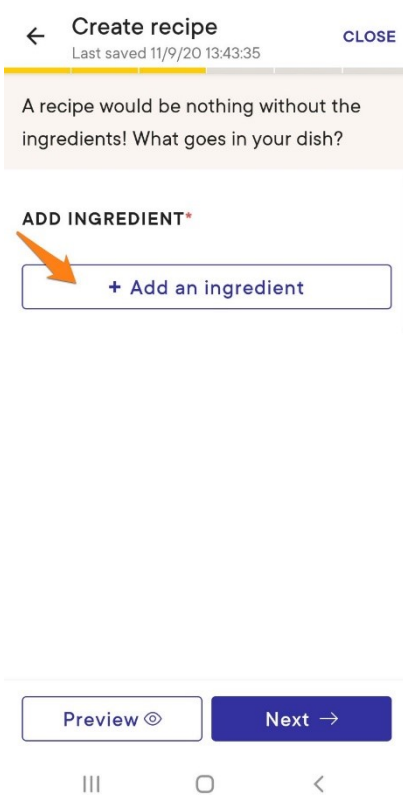 Create recipe
CLOSE
Last saved 11/9/20 13:43:35
A recipe would be nothing without the
ingredients! What goes in your dish?
ADD INGREDIENT*
+ Add an ingredient
Preview
Next →